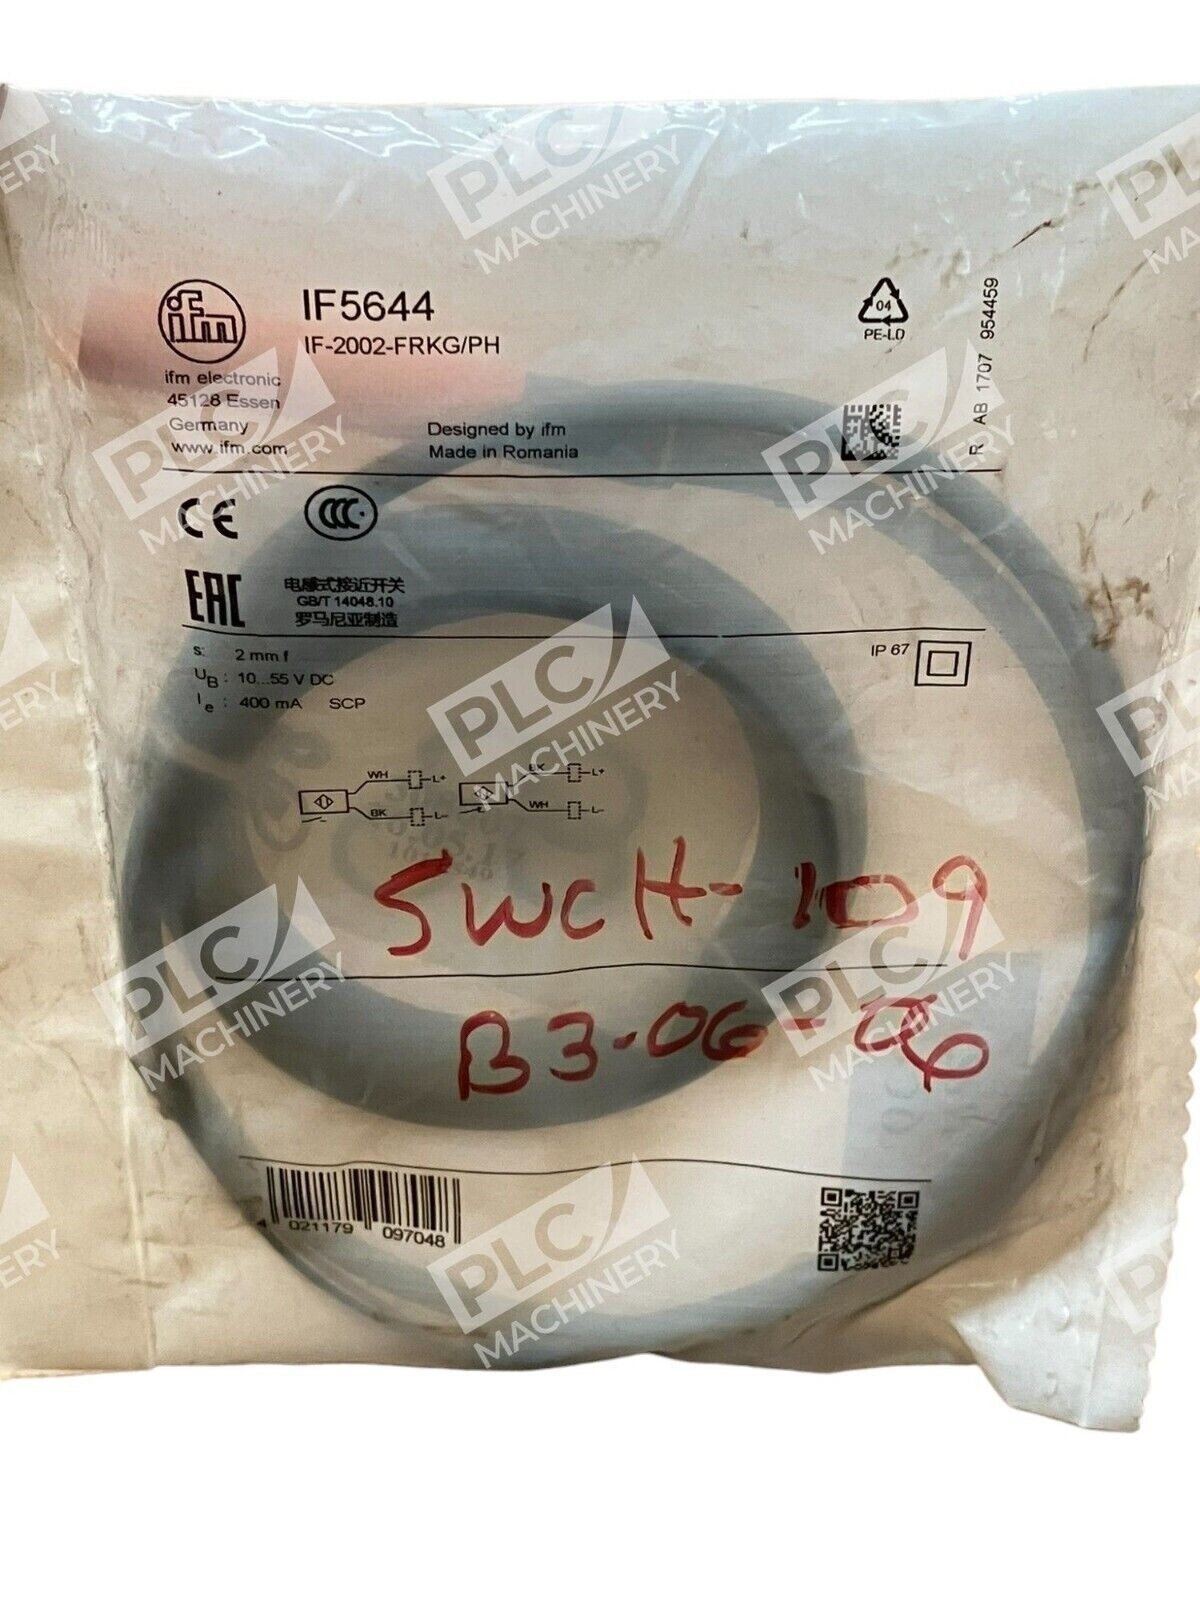 ifm
IF5644
IF-2002-FRKG/PH
ifm electronic
45128 Essen
Germany
www.ifm.com
Designed by ifm
Made in Romania
04
PE-LD
R AB 1707 954459
CE
CCC
EAC
电感式接近开关
GB/T 14048.10
罗马尼亚制造
s: 2 mm f
UB: 10...55 V DC
Ie: 400 mA SCP
IP 67
WH L+
BK L-
BK L+
WH L-
SWCH-109
B3-06-06
4 021179 097048
PLC MACHINERY